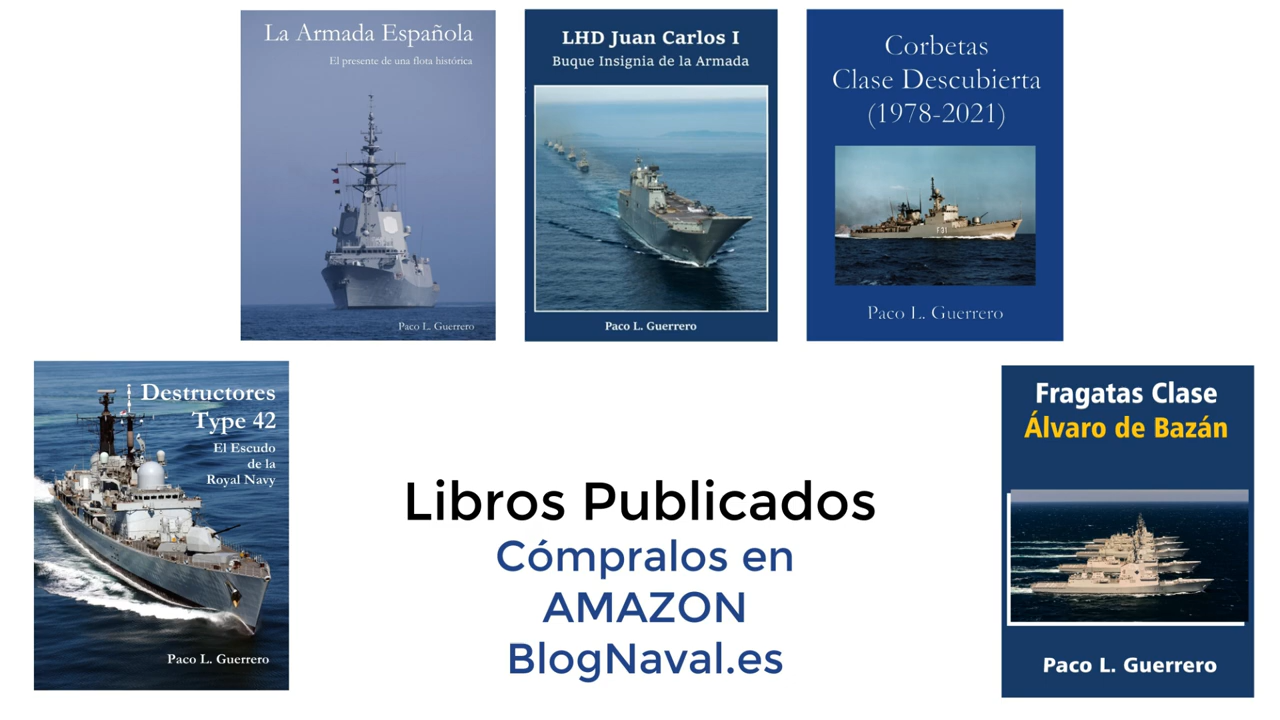 La Armada Española
El presente de una flota histórica
Paco L. Guerrero
LHD Juan Carlos I
Buque Insignia de la Armada
Paco L. Guerrero
Corbetas
Clase Descubierta
(1978-2021)
F31
Paco L. Guerrero
Destructores
Type 42
El Escudo
de la
Royal Navy
Paco L. Guerrero
Libros Publicados
Cómpralos en
AMAZON
BlogNaval.es
Fragatas Clase
Álvaro de Bazán
Paco L. Guerrero